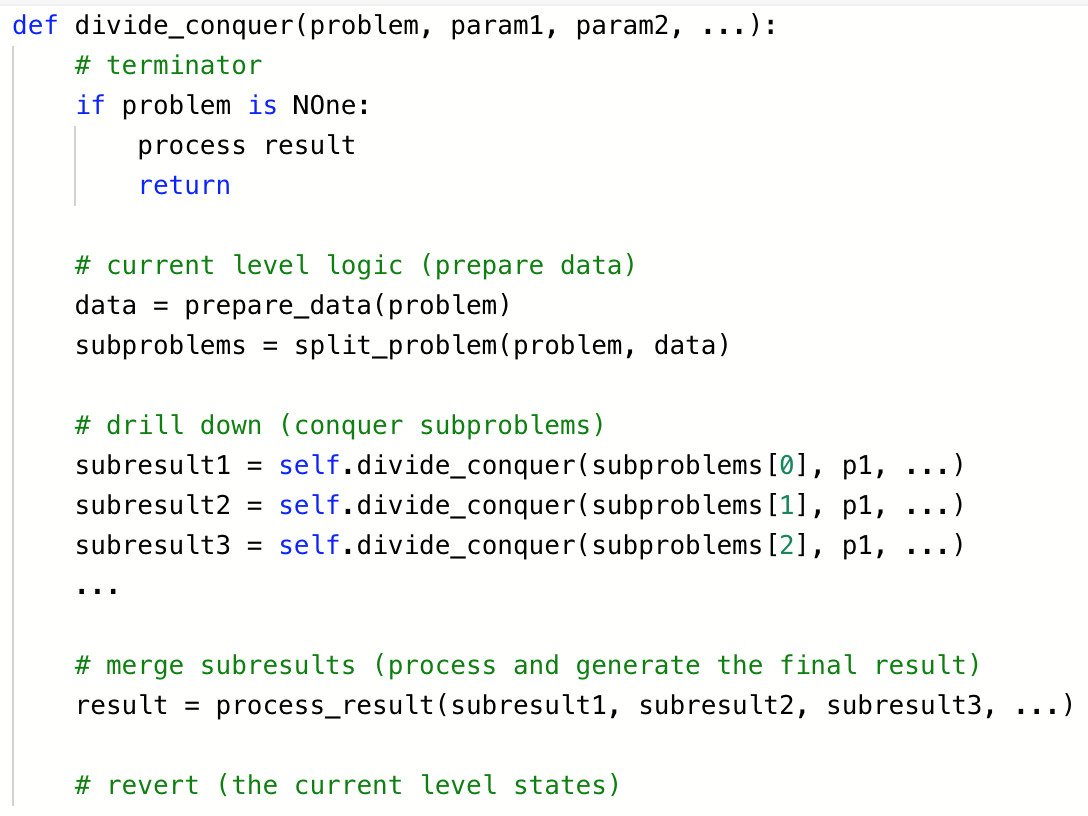 def divide_conquer(problem, param1, param2, ...):
    # terminator
    if problem is NOne:
        process result
        return

    # current level logic (prepare data)
    data = prepare_data(problem)
    subproblems = split_problem(problem, data)

    # drill down (conquer subproblems)
    subresult1 = self.divide_conquer(subproblems[0], p1, ...)
    subresult2 = self.divide_conquer(subproblems[1], p1, ...)
    subresult3 = self.divide_conquer(subproblems[2], p1, ...)
    ...

    # merge subresults (process and generate the final result)
    result = process_result(subresult1, subresult2, subresult3, ...)

    # revert (the current level states)